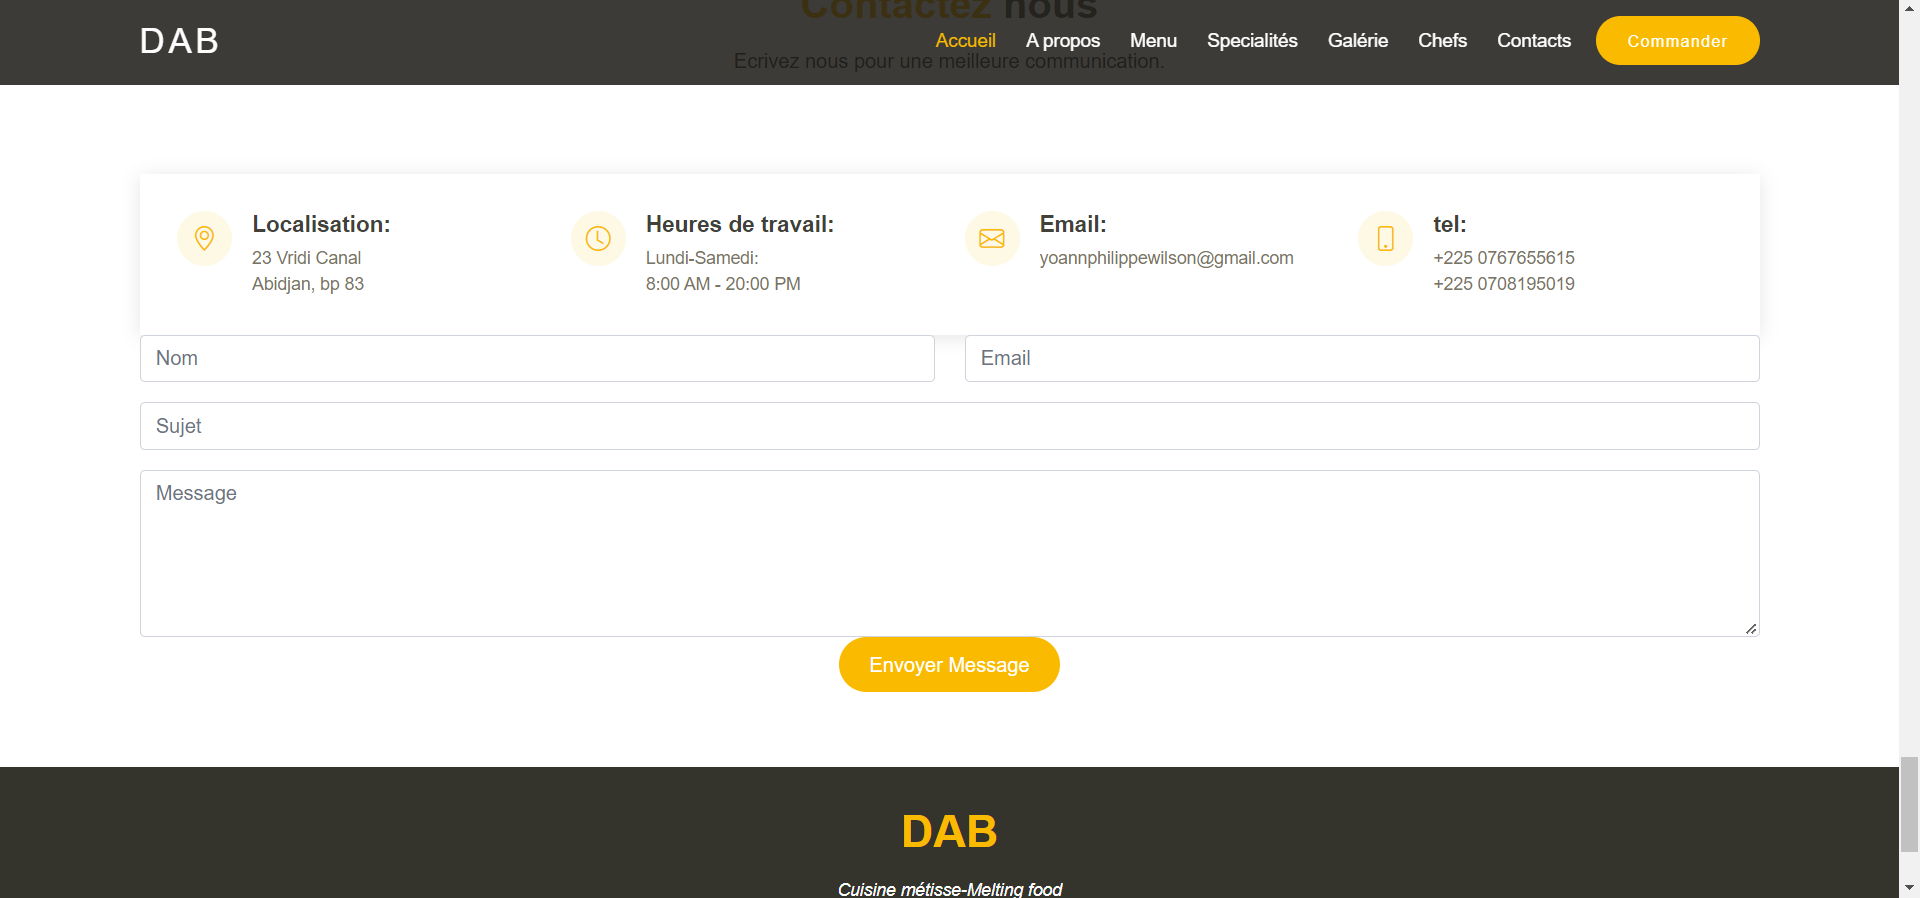 Contactez nous
DAB
Accueil
A propos
Menu
Specialités
Galérie
Chefs
Contacts
Commander
Ecrivez nous pour une meilleure communication.
Localisation:
23 Vridi Canal
Abidjan, bp 83
Heures de travail:
Lundi-Samedi:
8:00 AM - 20:00 PM
Email:
yoannphilippewilson@gmail.com
tel:
+225 0767655615
+225 0708195019
Nom
Email
Sujet
Message
Envoyer Message
DAB
Cuisine métisse-Melting food